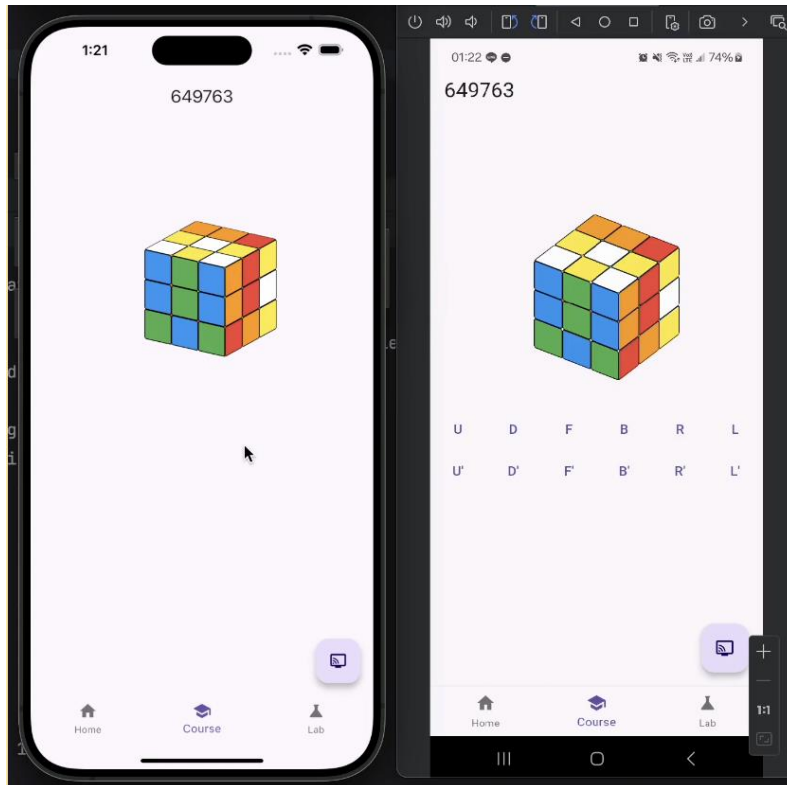 1:21
649763
Home
Course
Lab
01:22
74%
649763
U D F B R L
U' D' F' B' R' L'
Home
Course
Lab
1:1